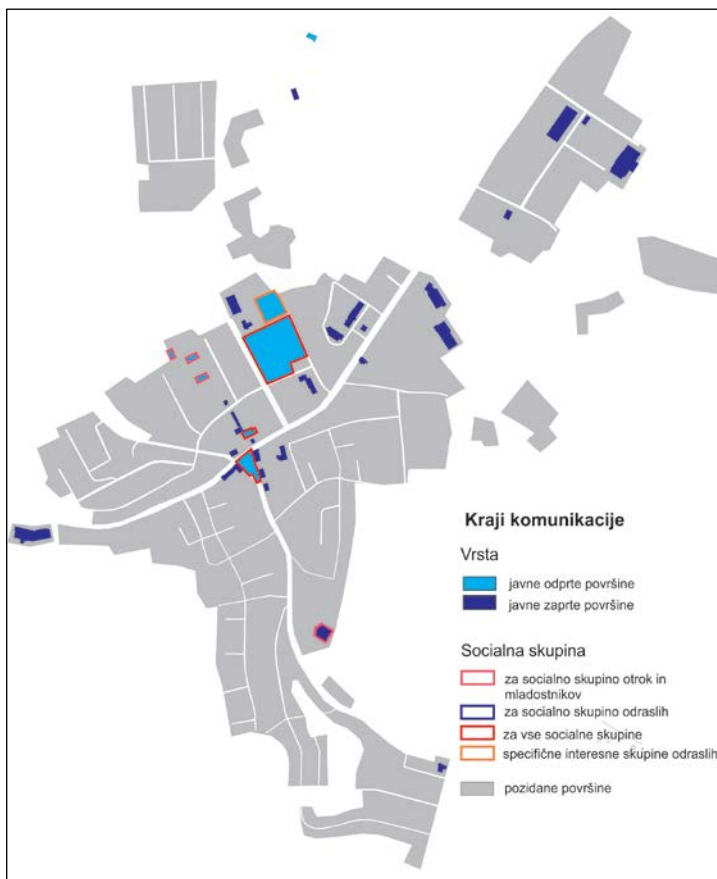 Kraji komunikacije
Vrsta
javne odprte površine
javne zaprte površine
Socialna skupina
za socialno skupino otrok in
mladostnikov
za socialno skupino odraslih
za vse socialne skupine
specifične interesne skupine odraslih
pozidane površine